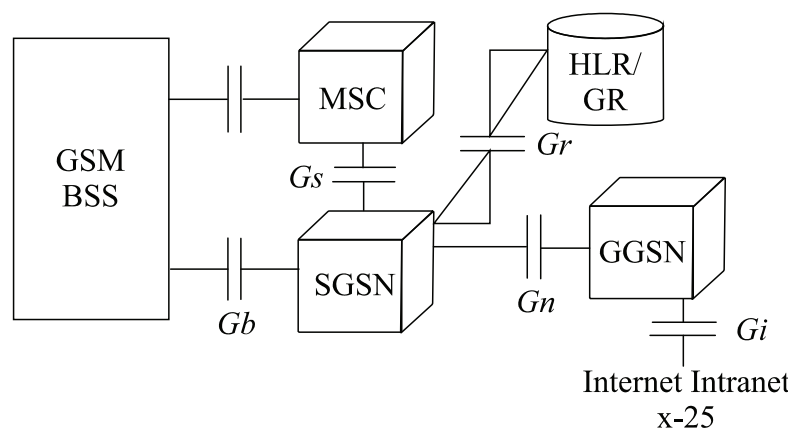 GSM
BSS
MSC
HLR/
GR
Gs
Gr
SGSN
GGSN
Gb
Gn
Gi
Internet Intranet
x-25